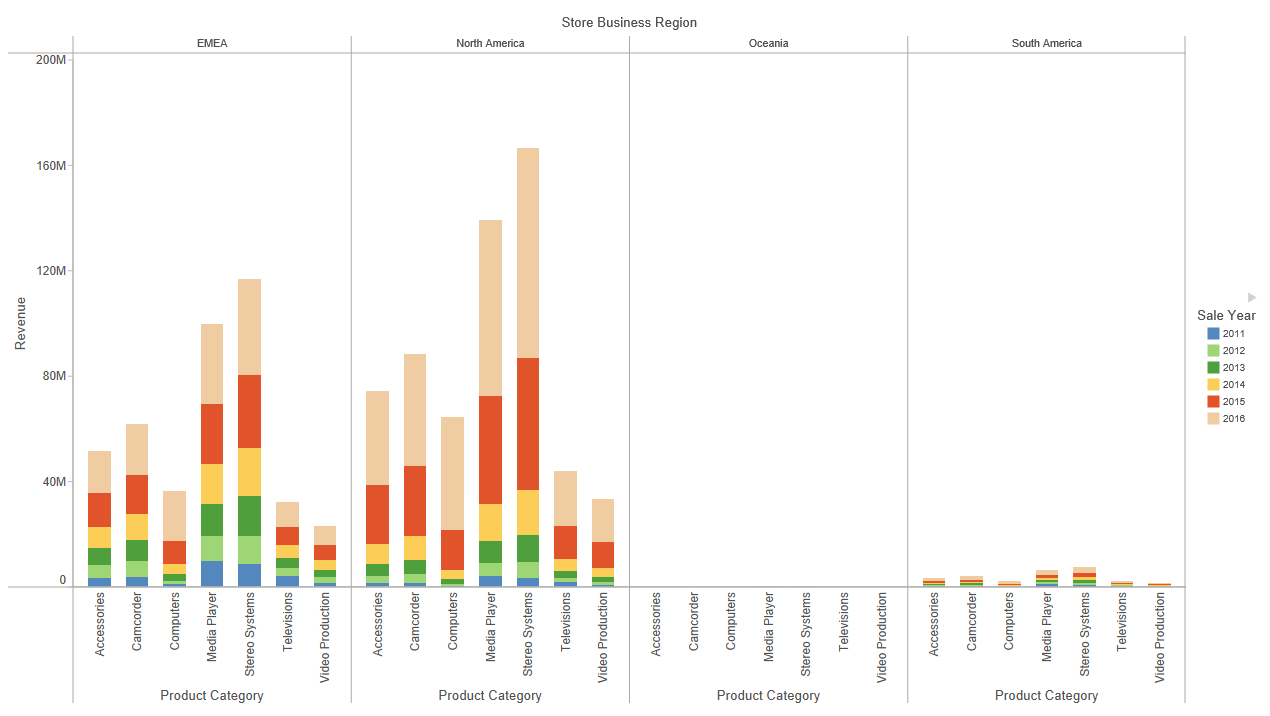 Store Business Region
EMEA North America Oceania South America
200M
160M
120M
80M
40M
0
Revenue
Accessories Camcorder Computers Media Player Stereo Systems Televisions Video Production Accessories Camcorder Computers Media Player Stereo Systems Televisions Video Production Accessories Camcorder Computers Media Player Stereo Systems Televisions Video Production Accessories Camcorder Computers Media Player Stereo Systems Televisions Video Production
Product Category Product Category Product Category Product Category
Sale Year
2011
2012
2013
2014
2015
2016